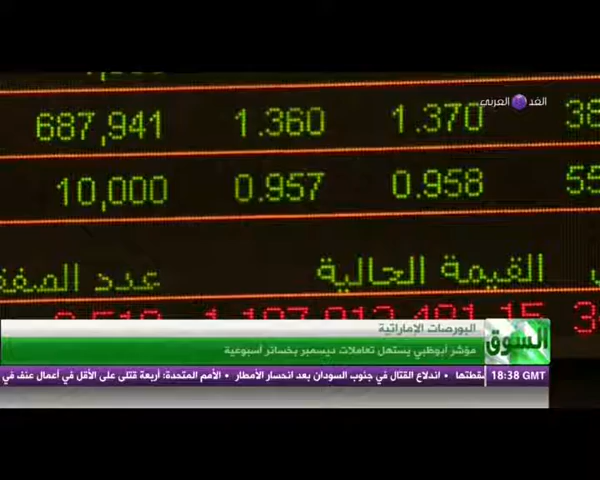 الغد العربي
687,941 1.360 1.370 38
10,000 0.957 0.958 55
القيمة الحالية
عدد
البورصات الإماراتية
السوق
مؤشر أبوظبي يستهل تعاملات ديسمبر بخسائر أسبوعية
18:38 GMT • اندلاع القتال في جنوب السودان بعد انحسار الأمطار • الأمم المتحدة: أربعة قتلى على الأقل في أعمال عنف في